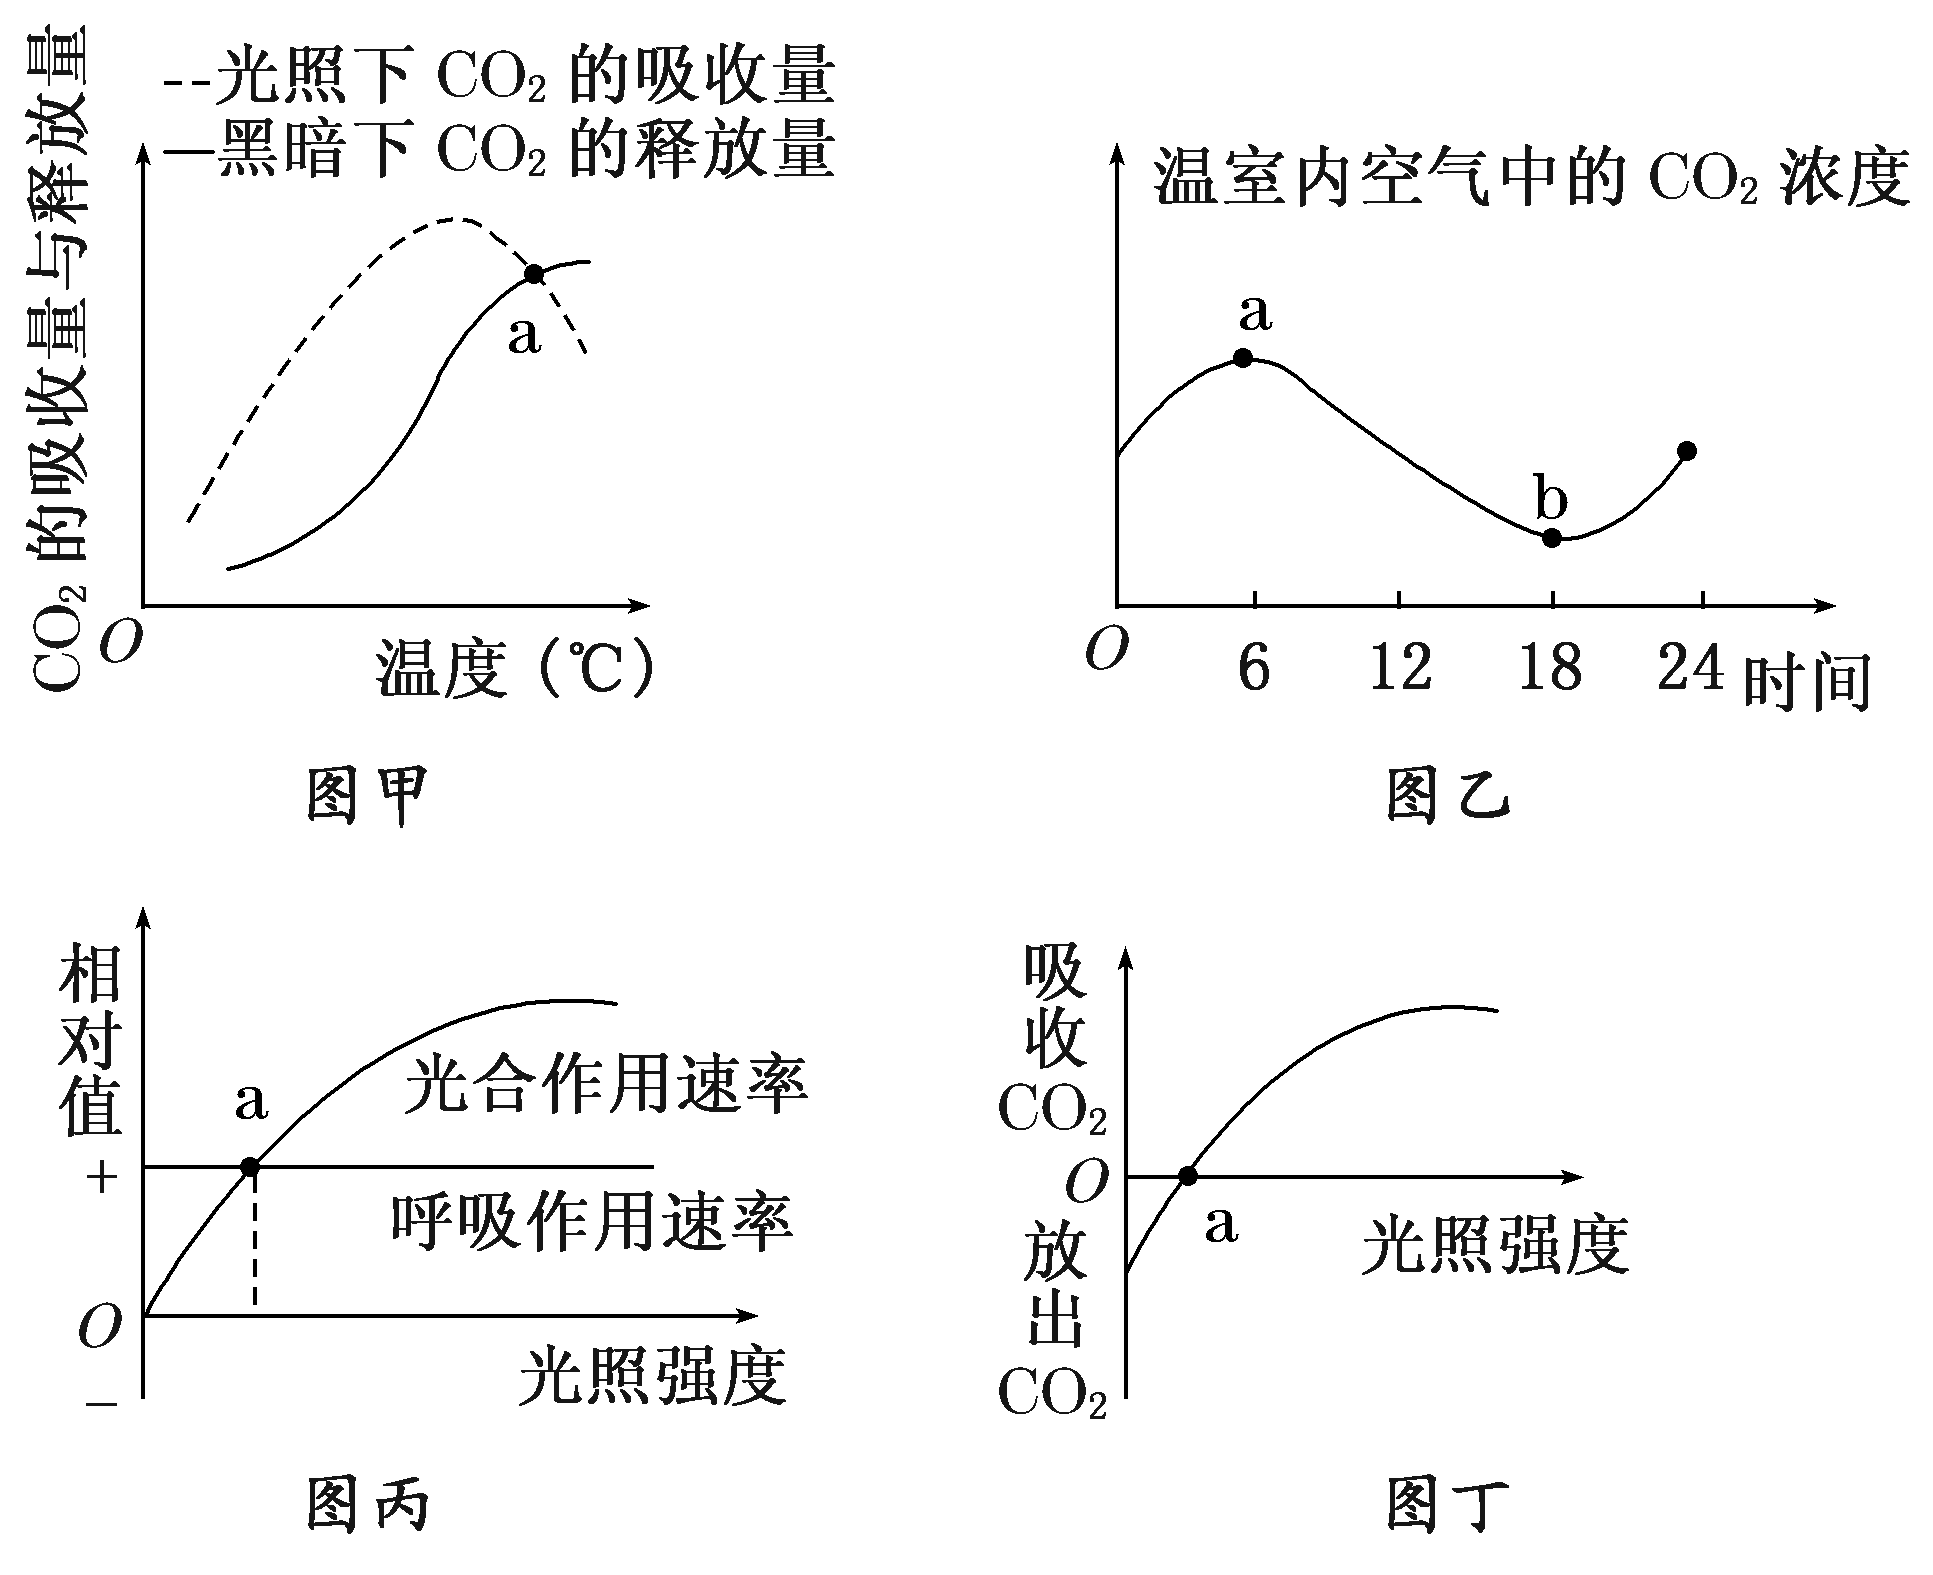 --光照下 CO₂ 的吸收量
—黑暗下 CO₂ 的释放量
CO₂ 的吸收量与释放量
a
O
温度 (℃)
图甲
温室内空气中的 CO₂ 浓度
a
b
O
6
12
18
24
时间
图乙
相对值
+
a
光合作用速率
呼吸作用速率
O
−
光照强度
图丙
吸收
CO₂
O
a
光照强度
放出
CO₂
图丁